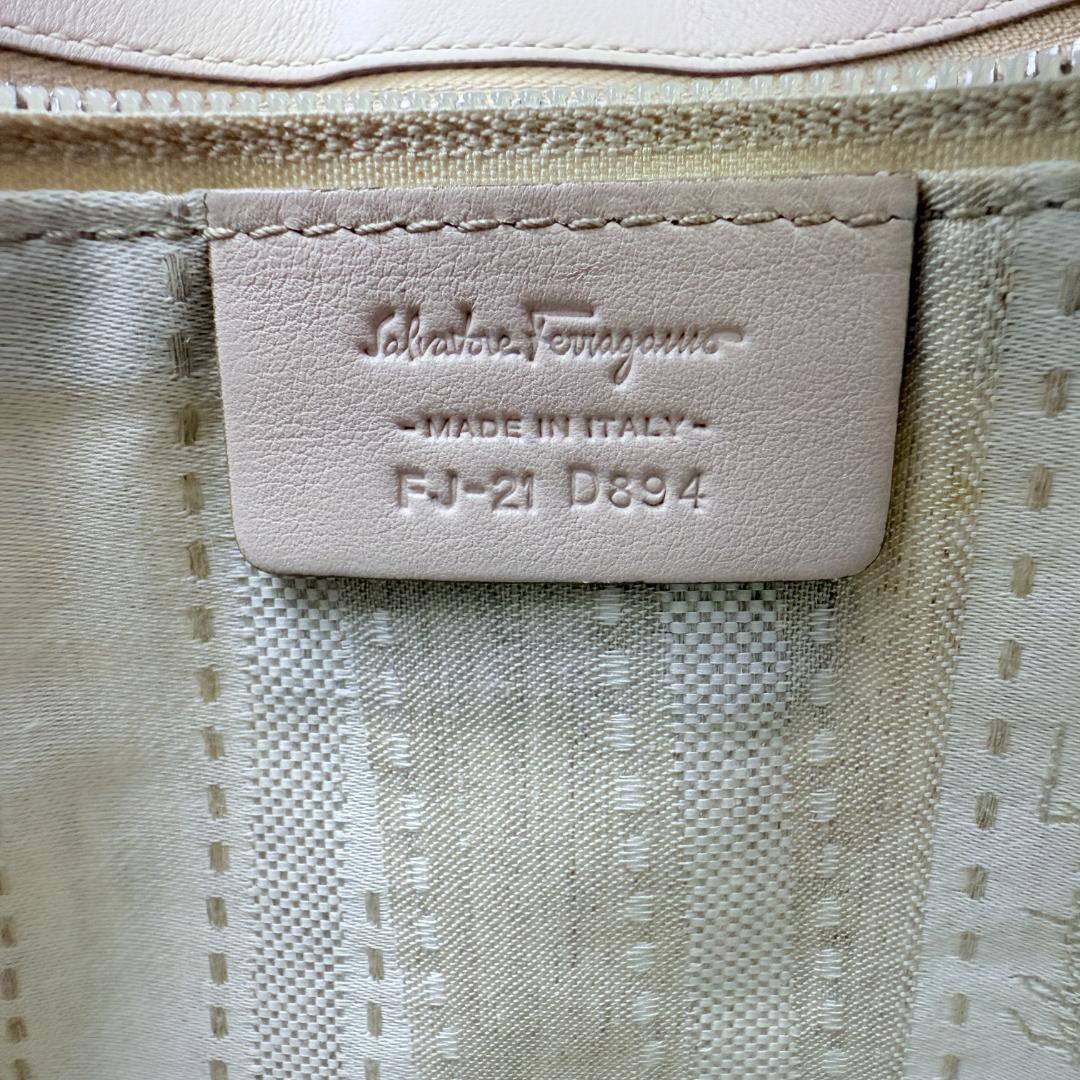 Salvatore Ferragamo
-MADE IN ITALY-
FJ-21 D894